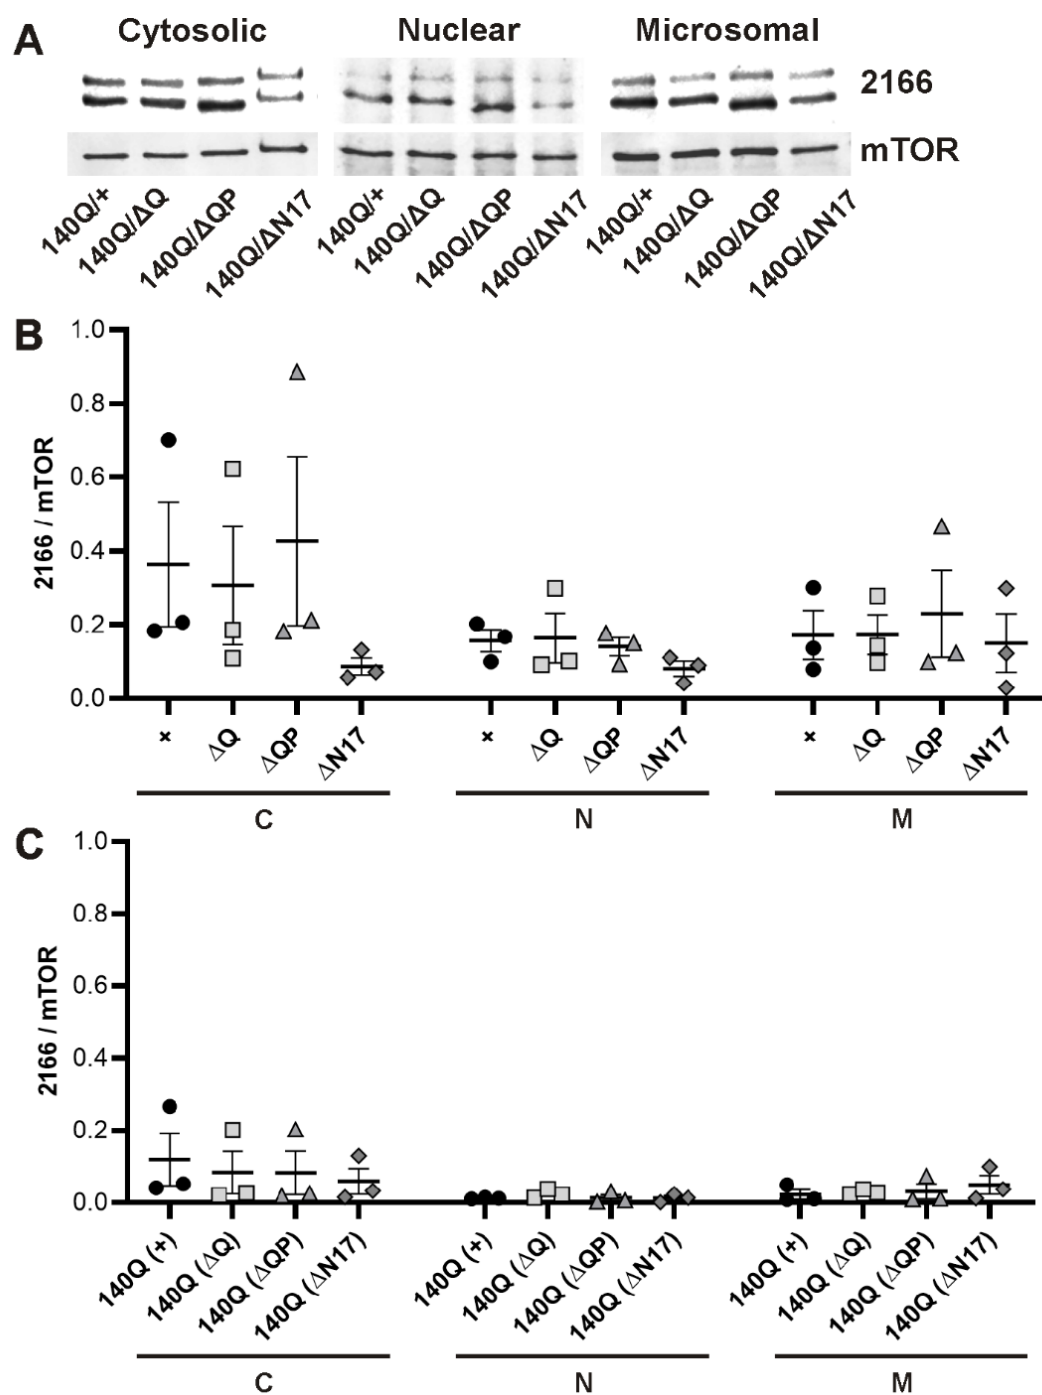 A
Cytosolic Nuclear Microsomal
2166
mTOR
140Q/+ 140Q/ΔQ 140Q/ΔQP 140Q/ΔN17 140Q/+ 140Q/ΔQ 140Q/ΔQP 140Q/ΔN17 140Q/+ 140Q/ΔQ 140Q/ΔQP 140Q/ΔN17
B
2166 / mTOR
1.0
0.8
0.6
0.4
0.2
0.0
+ ΔQ ΔQP ΔN17 + ΔQ ΔQP ΔN17 + ΔQ ΔQP ΔN17
C N M
C
2166 / mTOR
1.0
0.8
0.6
0.4
0.2
0.0
140Q (+) 140Q (ΔQ) 140Q (ΔQP) 140Q (ΔN17) 140Q (+) 140Q (ΔQ) 140Q (ΔQP) 140Q (ΔN17) 140Q (+) 140Q (ΔQ) 140Q (ΔQP) 140Q (ΔN17)
C N M